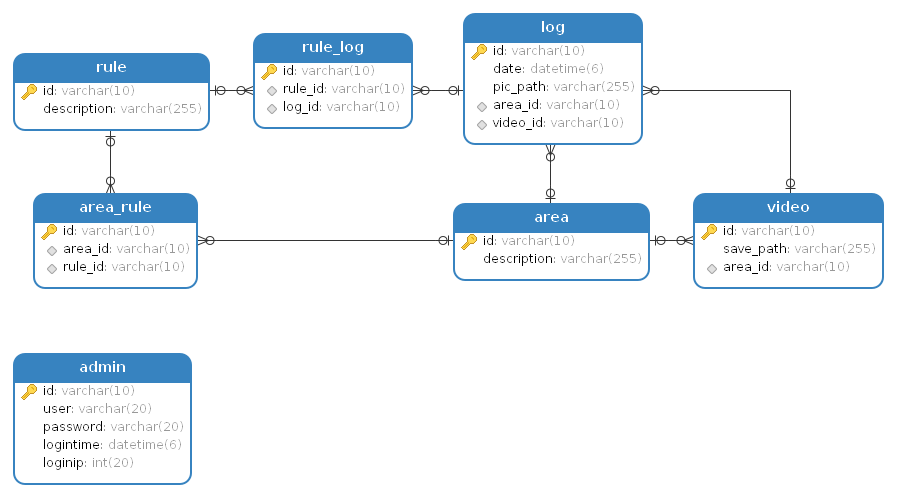 rule
id: varchar(10)
description: varchar(255)
rule_log
id: varchar(10)
rule_id: varchar(10)
log_id: varchar(10)
log
id: varchar(10)
date: datetime(6)
pic_path: varchar(255)
area_id: varchar(10)
video_id: varchar(10)
area_rule
id: varchar(10)
area_id: varchar(10)
rule_id: varchar(10)
area
id: varchar(10)
description: varchar(255)
video
id: varchar(10)
save_path: varchar(255)
area_id: varchar(10)
admin
id: varchar(10)
user: varchar(20)
password: varchar(20)
logintime: datetime(6)
loginip: int(20)